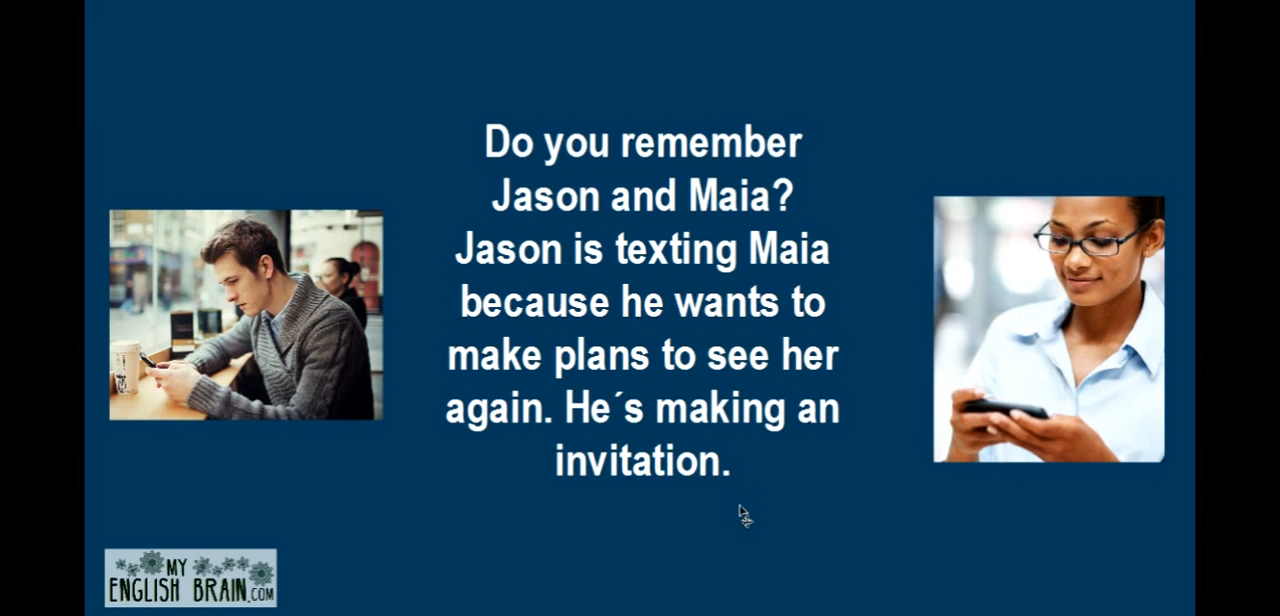 Do you remember
Jason and Maia?
Jason is texting Maia
because he wants to
make plans to see her
again. He´s making an
invitation.
MY
ENGLISH BRAIN.COM